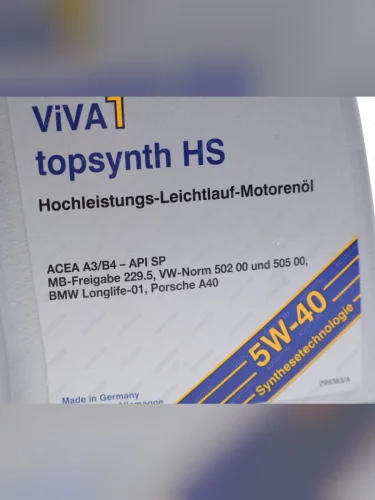 ViVA1
topsynth HS
Hochleistungs-Leichtlauf-Motorenöl
ACEA A3/B4 – API SP
MB-Freigabe 229.5, VW-Norm 502 00 und 505 00,
BMW Longlife-01, Porsche A40
5W-40
Synthesetechnologie
Made in Germany